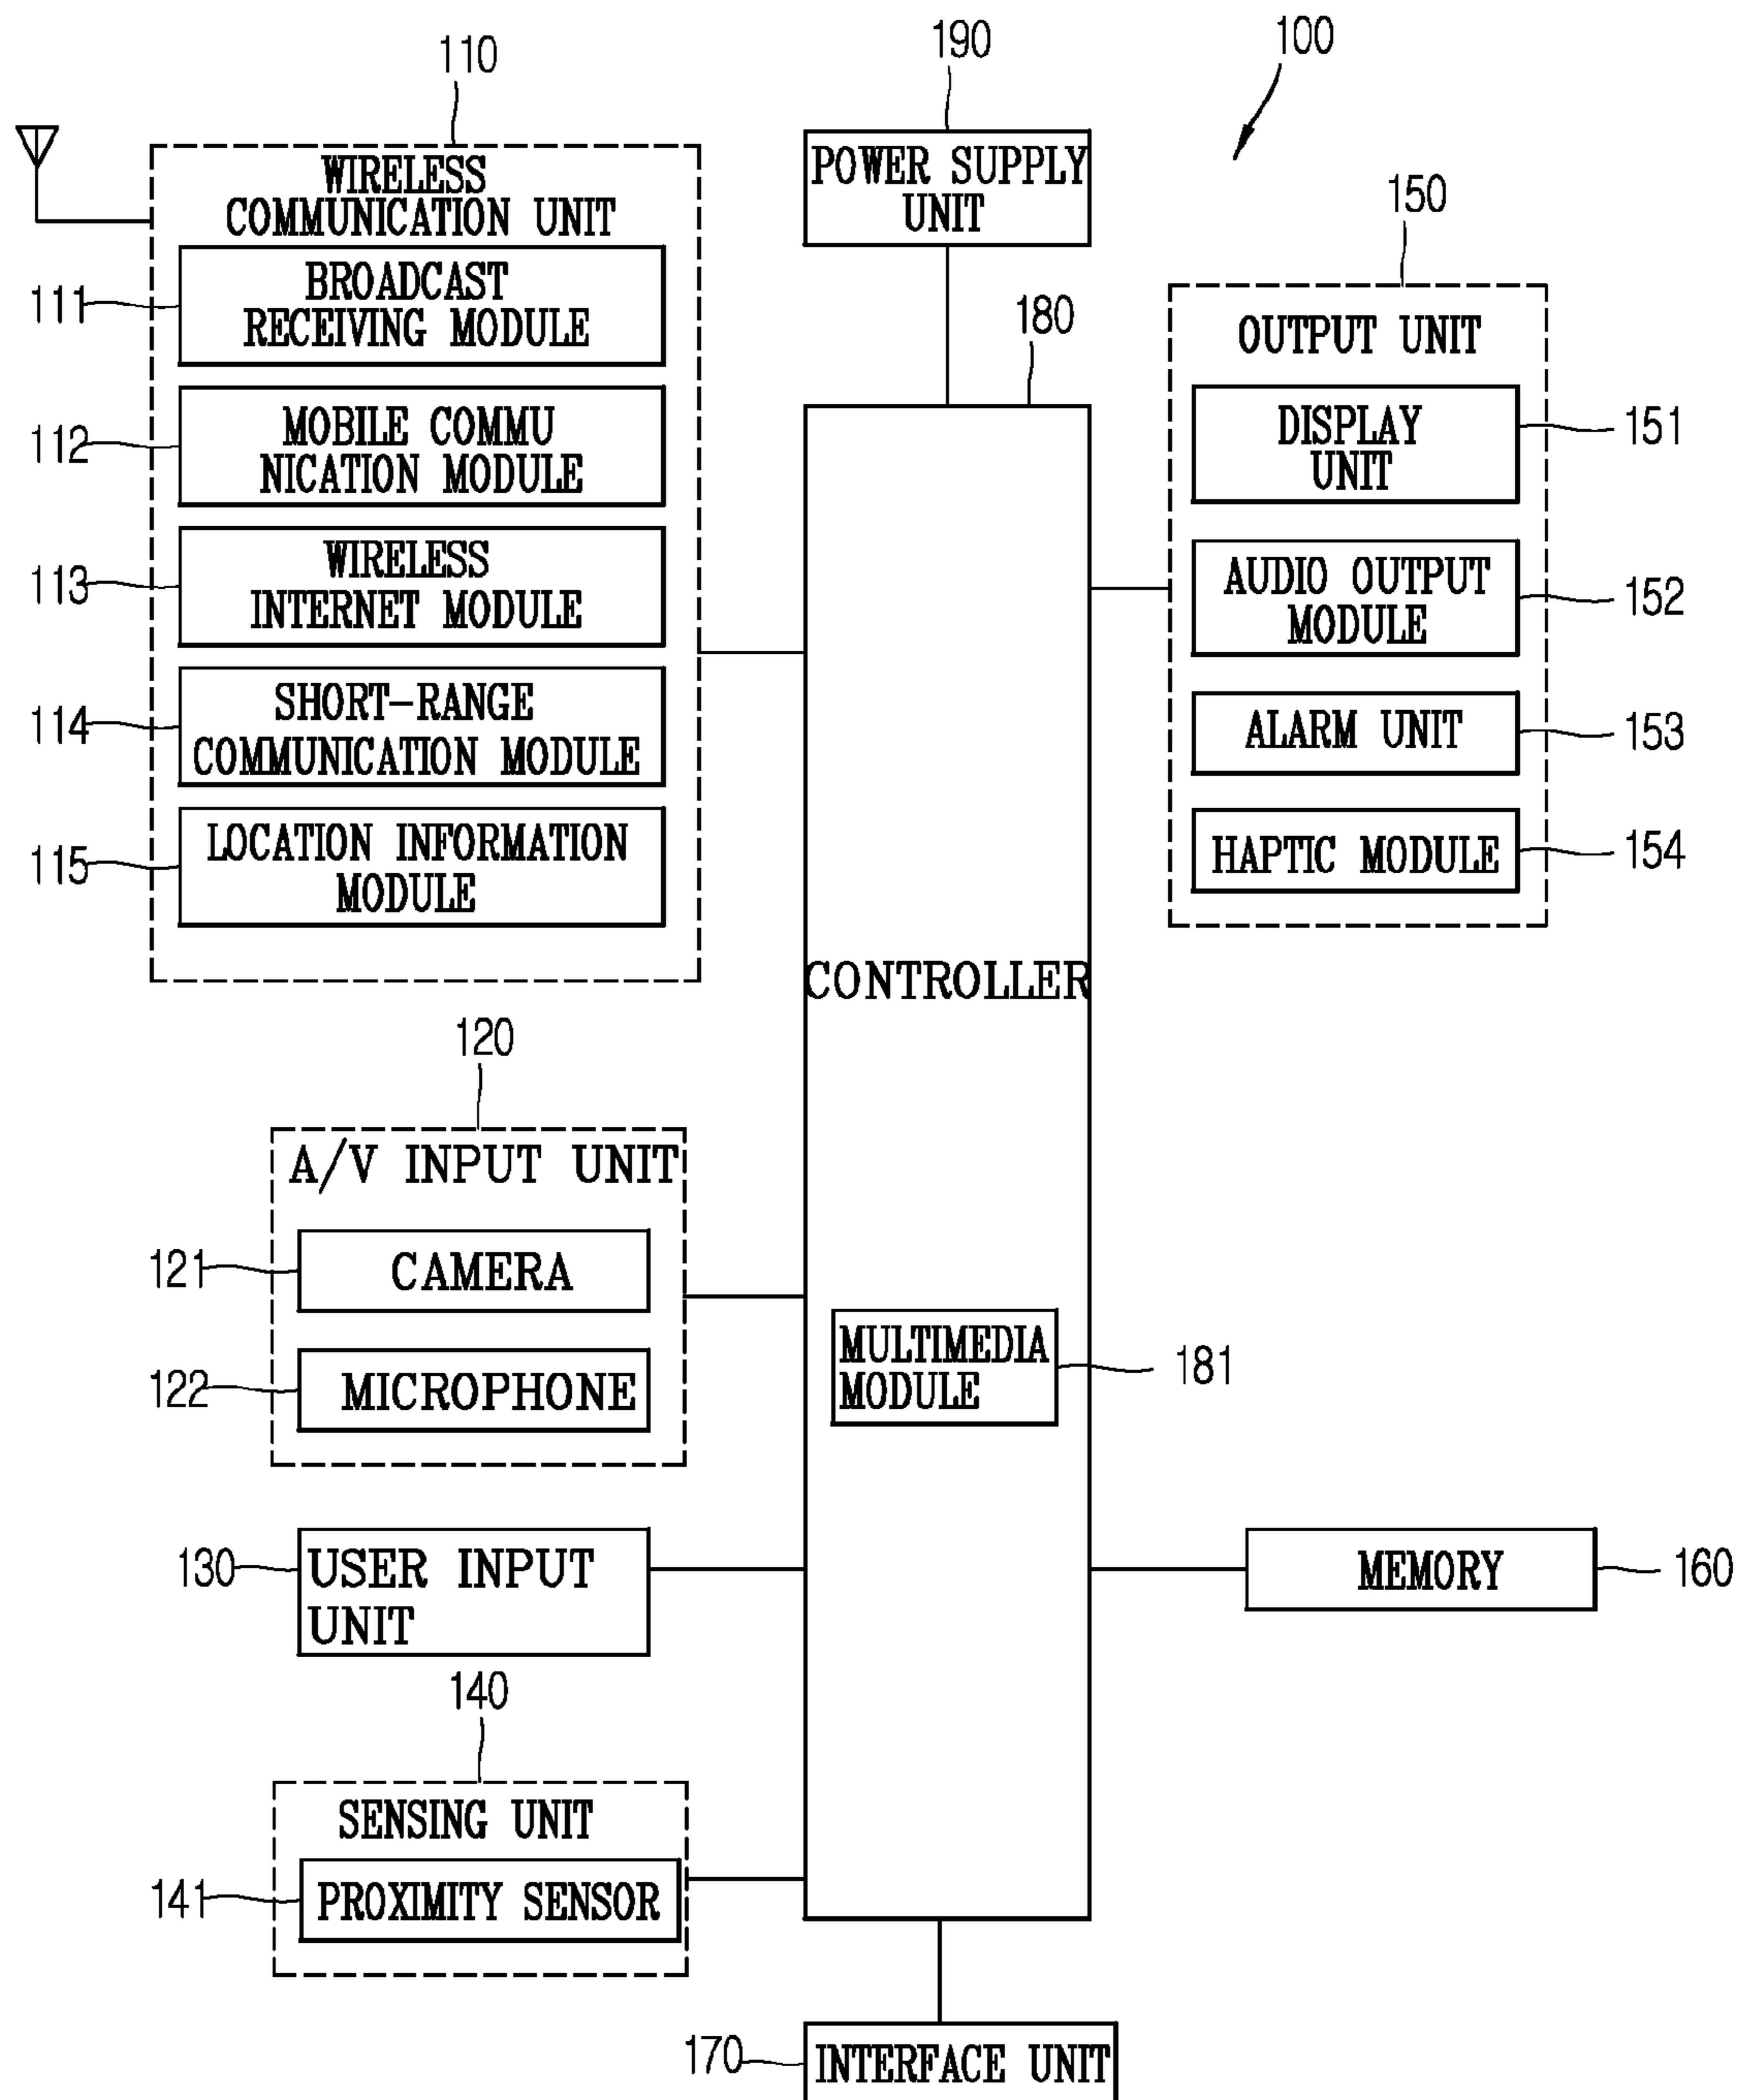 100
190
110
POWER SUPPLY
UNIT
WIRELESS
COMMUNICATION UNIT
111
BROADCAST
RECEIVING MODULE
112
MOBILE COMMU
NICATION MODULE
113
WIRELESS
INTERNET MODULE
114
SHORT-RANGE
COMMUNICATION MODULE
115
LOCATION INFORMATION
MODULE
150
OUTPUT UNIT
DISPLAY
UNIT
151
AUDIO OUTPUT
MODULE
152
ALARM UNIT
153
HAPTIC MODULE
154
180
CONTROLLER
MULTIMEDIA
MODULE
181
120
A/V INPUT UNIT
121
CAMERA
122
MICROPHONE
130
USER INPUT
UNIT
MEMORY
160
140
SENSING UNIT
141
PROXIMITY SENSOR
170
INTERFACE UNIT